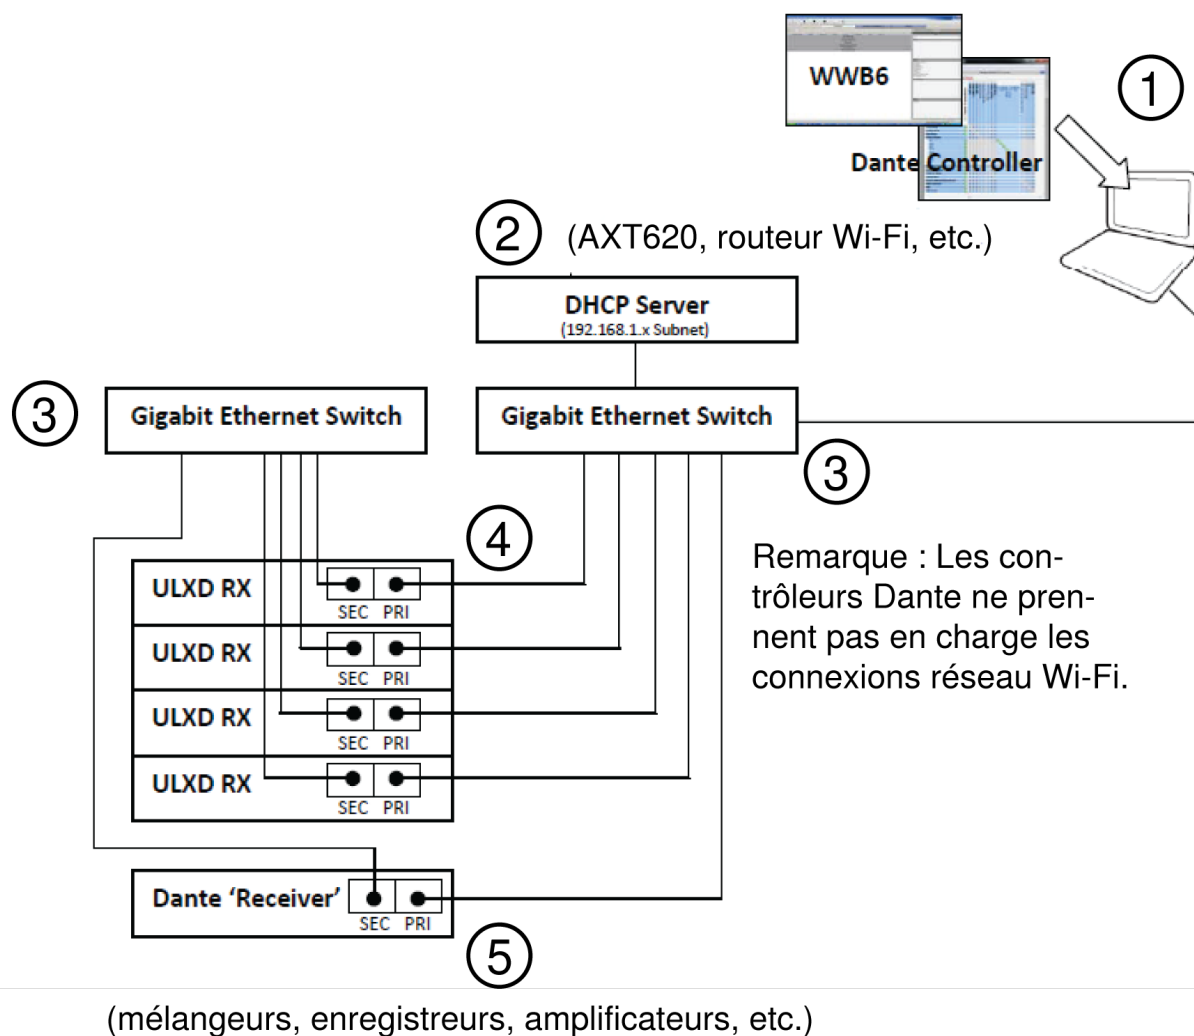 WWB6
1
Dante Controller
2 (AXT620, routeur Wi-Fi, etc.)
DHCP Server
(192.168.1.x Subnet)
3
Gigabit Ethernet Switch
Gigabit Ethernet Switch
3
4
ULXD RX
SEC PRI
ULXD RX
SEC PRI
ULXD RX
SEC PRI
ULXD RX
SEC PRI
Remarque : Les con-
trôleurs Dante ne pren-
nent pas en charge les
connexions réseau Wi-Fi.
Dante ‘Receiver’
SEC PRI
5
(mélangeurs, enregistreurs, amplificateurs, etc.)